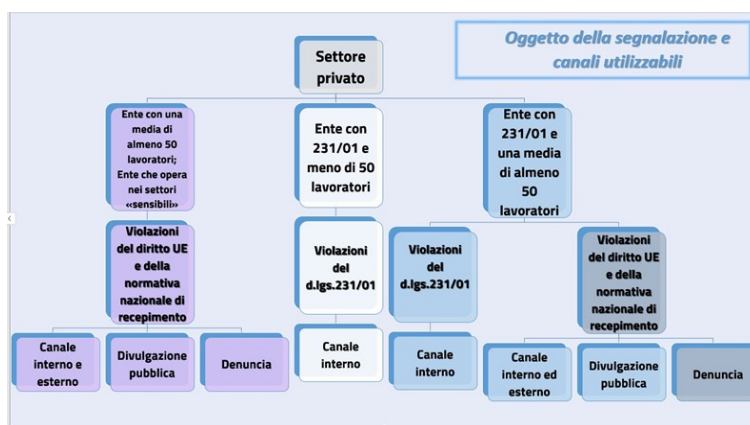 Oggetto della segnalazione e
canali utilizzabili
Settore
privato
Ente con una
media di
almeno 50
lavoratori;
Ente che opera
nei settori
«sensibili»
Ente con
231/01 e
meno di 50
lavoratori
Ente con
231/01 e
una media
di almeno
50
lavoratori
Violazioni
del diritto UE
e della
normativa
nazionale di
recepimento
Violazioni
del
d.lgs.231/01
Violazioni
del
d.lgs.231/01
Violazioni
del diritto UE
e della
normativa
nazionale di
recepimento
Canale
interno e
esterno
Divulgazione
pubblica
Denuncia
Canale
interno
Canale
interno
Canale
interno ed
esterno
Divulgazione
pubblica
Denuncia